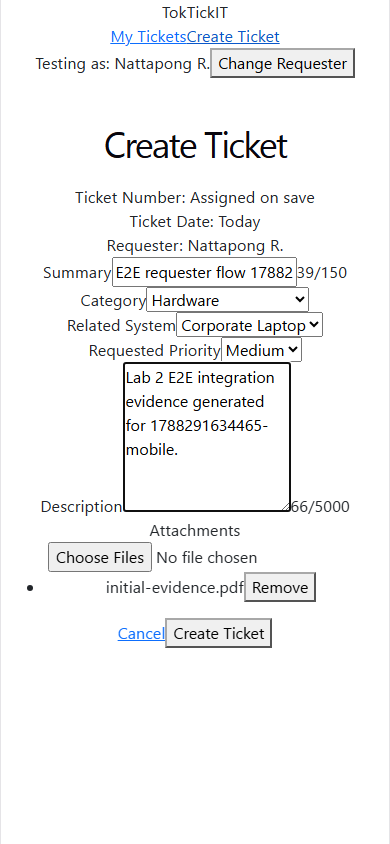 TokTickIT
My TicketsCreate Ticket
Testing as: Nattapong R. Change Requester
Create Ticket
Ticket Number: Assigned on save
Ticket Date: Today
Requester: Nattapong R.
Summary E2E requester flow 17882 39/150
Category Hardware
Related System Corporate Laptop
Requested Priority Medium
Lab 2 E2E integration
evidence generated
for 1788291634465-
mobile.
Description 66/5000
Attachments
Choose Files No file chosen
initial-evidence.pdf Remove
Cancel Create Ticket